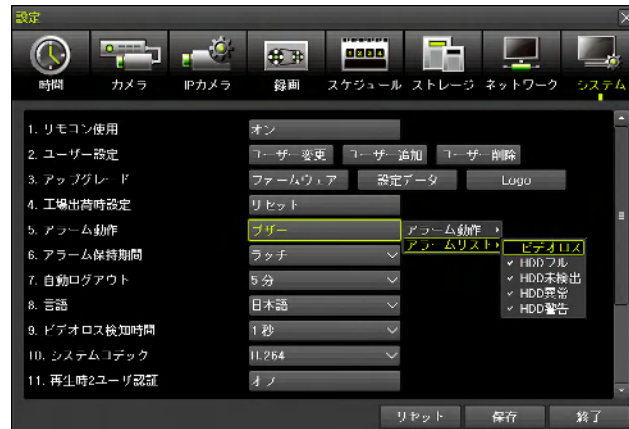 設定
時間 カメラ IPカメラ 録画 スケジュール ストレージ ネットワーク システム
1. リモコン使用 オン
2. ユーザー設定 ユーザー変更 ユーザー追加 ユーザー削除
3. アップグレード ファームウェア 設定データ Logo
4. 工場出荷時設定 リセット
5. アラーム動作 ブザー アラーム動作
アラームリスト ビデオロス
6. アラーム保持期間 ラッチ HDDフル
7. 自動ログアウト 5分 HDD未検出
HDD異常
8. 言語 日本語 HDD警告
9. ビデオロス検知時間 1秒
10. システムコデック H.264
11. 再生時2ユーザ認証 オフ
リセット 保存 終了